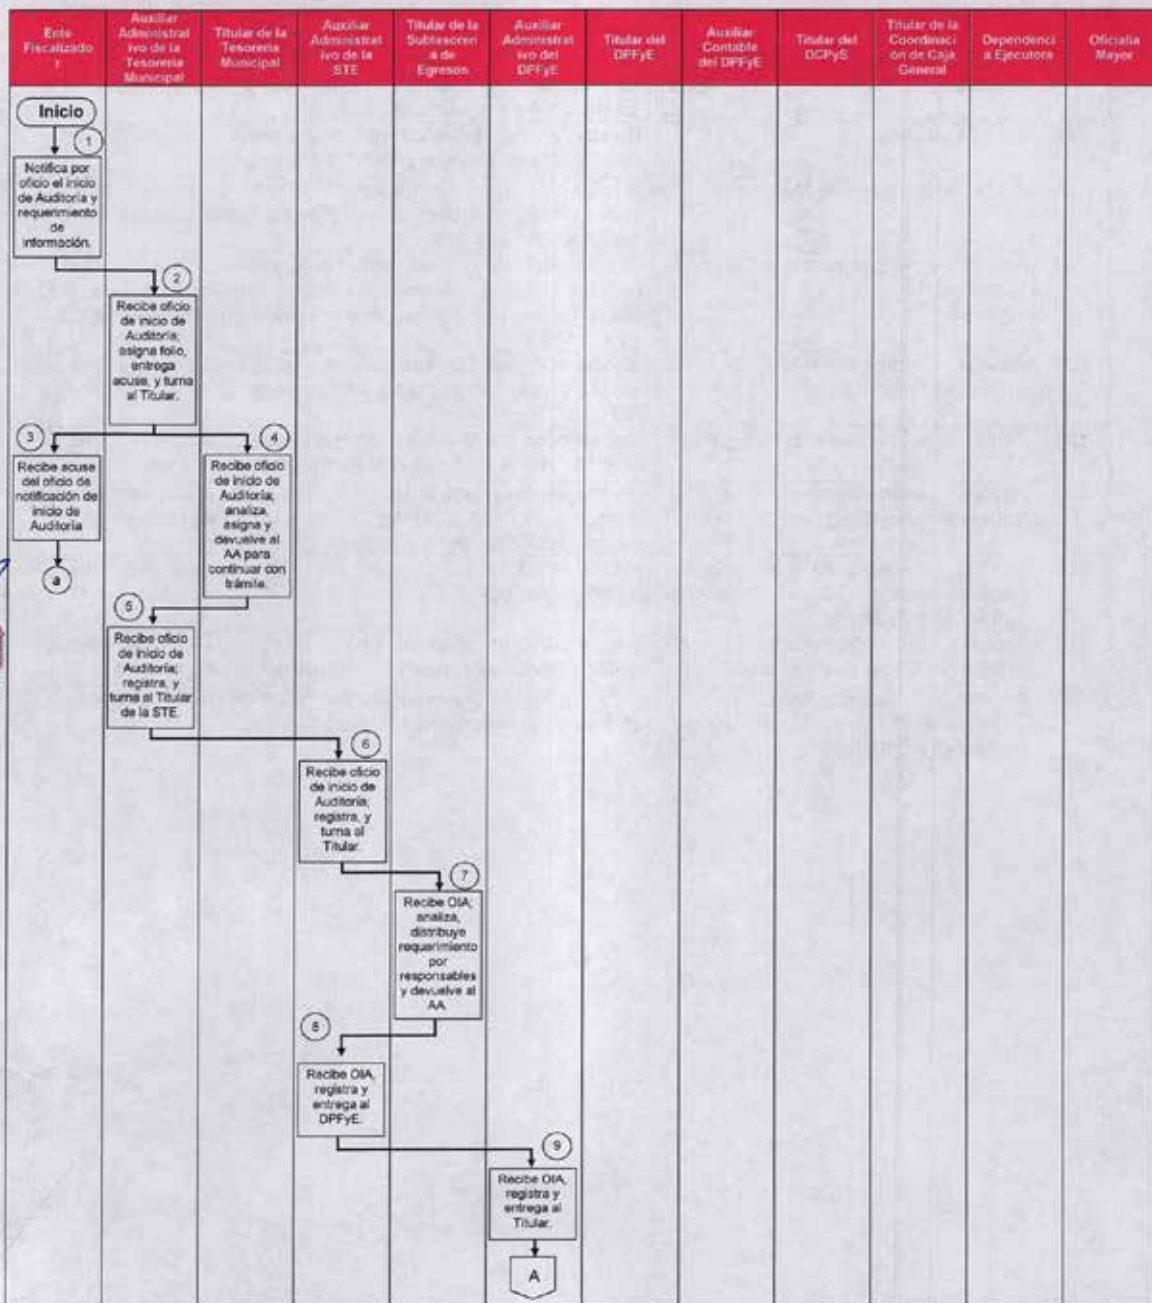 Ente
Fiscalizado
r
Auxiliar
Administrat
ivo de la
Tesorería
Municipal
Titular de la
Tesorería
Municipal
Auxiliar
Administrat
ivo de la
STE
Titular de la
Subtesorerí
a de
Egresos
Auxiliar
Administrat
ivo del
DPFyE
Titular del
DPFyE
Auxiliar
Contable
del DPFyE
Titular del
DCPyS
Titular de la
Coordinaci
ón de Caja
General
Dependenci
a Ejecutora
Oficialía
Mayor
Inicio
1
Notifica por
oficio el inicio
de Auditoría y
requerimiento
de
información.
2
Recibe oficio
de inicio de
Auditoría;
asigna folio,
entrega
acuse, y turna
al Titular.
3
Recibe acuse
del oficio de
notificación de
inicio de
Auditoría
a
4
Recibe oficio
de inicio de
Auditoría;
analiza,
asigna y
devuelve al
AA para
continuar con
trámite.
5
Recibe oficio
de inicio de
Auditoría;
registra, y
turna al Titular
de la STE.
6
Recibe oficio
de inicio de
Auditoría;
registra, y
turna al
Titular.
7
Recibe OIA;
analiza,
distribuye
requerimiento
por
responsables
y devuelve al
AA
8
Recibe OIA,
registra y
entrega al
DPFyE.
9
Recibe OIA,
registra y
entrega al
Titular.
A